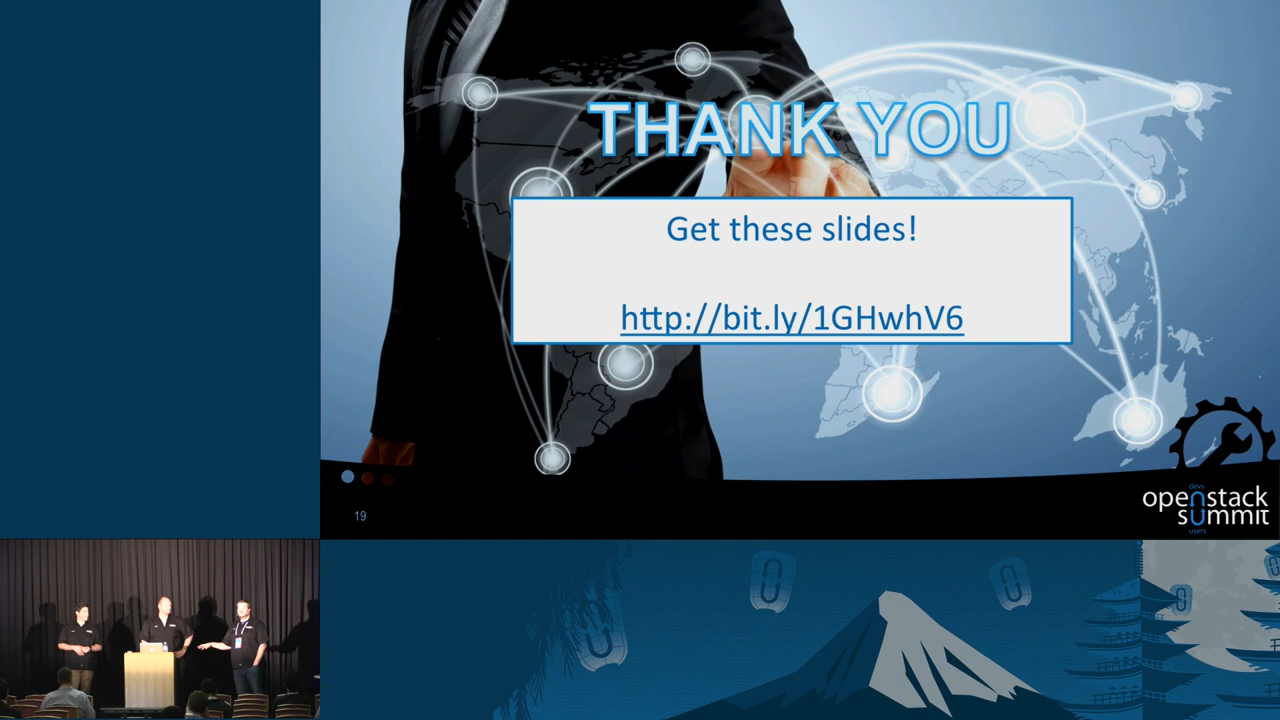 THANK YOU
Get these slides!
http://bit.ly/1GHwhV6
19
devs
openstack
summit
users